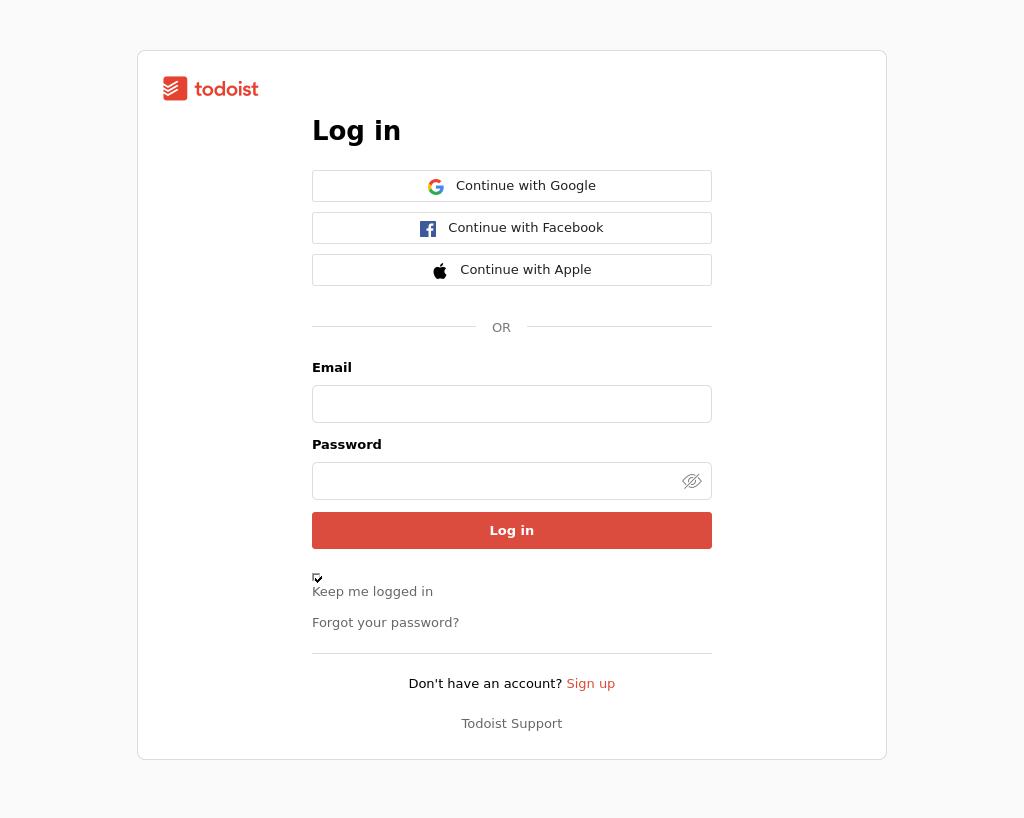 todoist
Log in
Continue with Google
Continue with Facebook
Continue with Apple
OR
Email
Password
Log in
Keep me logged in
Forgot your password?
Don't have an account? Sign up
Todoist Support